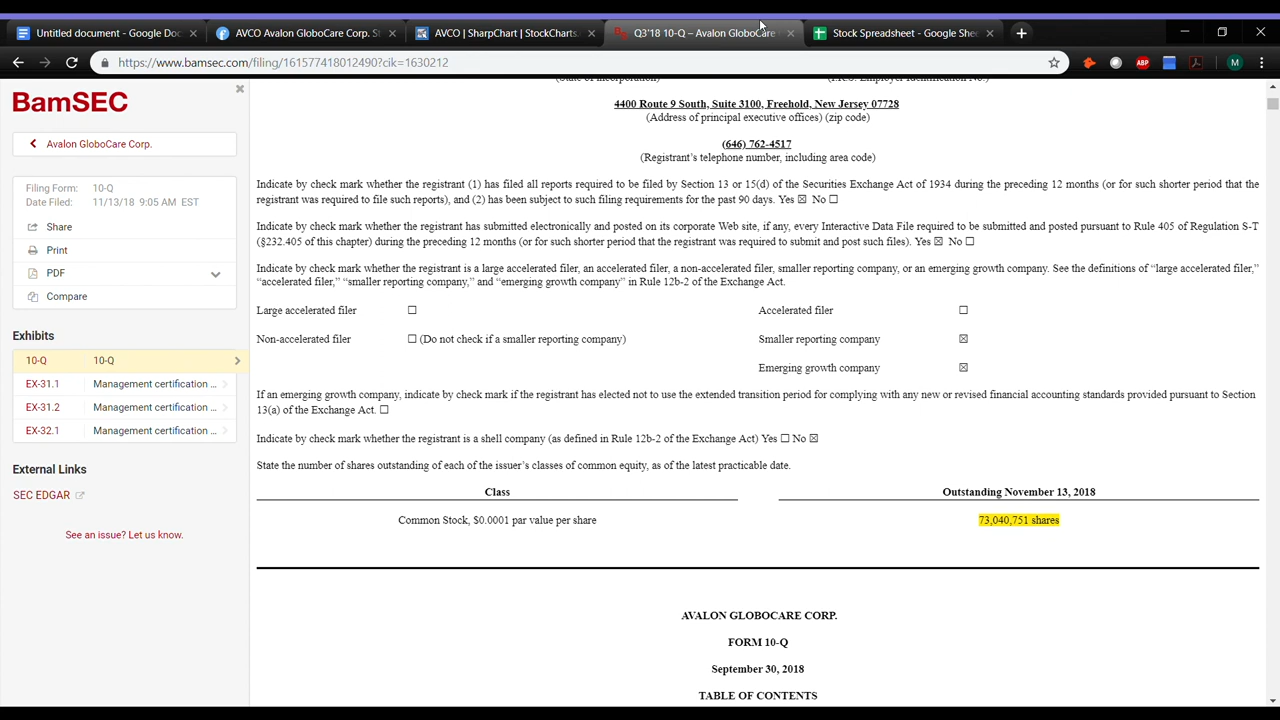 Untitled document - Google Doc
AVCO Avalon GloboCare Corp. S
AVCO | SharpChart | StockCharts.
Q3'18 10-Q – Avalon GloboCare
Stock Spreadsheet - Google She
https://www.bamsec.com/filing/161577418012490?cik=1630212
ABP
M
BamSEC
Avalon GloboCare Corp.
Filing Form: 10-Q
Date Filed: 11/13/18 9:05 AM EST
Share
Print
PDF
Compare
Exhibits
10-Q 10-Q
EX-31.1 Management certification ...
EX-31.2 Management certification ...
EX-32.1 Management certification ...
External Links
SEC EDGAR
See an issue? Let us know.
4400 Route 9 South, Suite 3100, Freehold, New Jersey 07728
(Address of principal executive offices) (zip code)
(646) 762-4517
(Registrant's telephone number, including area code)
Indicate by check mark whether the registrant (1) has filed all reports required to be filed by Section 13 or 15(d) of the Securities Exchange Act of 1934 during the preceding 12 months (or for such shorter period that the
registrant was required to file such reports), and (2) has been subject to such filing requirements for the past 90 days. Yes ☒ No ☐
Indicate by check mark whether the registrant has submitted electronically and posted on its corporate Web site, if any, every Interactive Data File required to be submitted and posted pursuant to Rule 405 of Regulation S-T
(§232.405 of this chapter) during the preceding 12 months (or for such shorter period that the registrant was required to submit and post such files). Yes ☒ No ☐
Indicate by check mark whether the registrant is a large accelerated filer, an accelerated filer, a non-accelerated filer, smaller reporting company, or an emerging growth company. See the definitions of “large accelerated filer,”
“accelerated filer,” “smaller reporting company,” and “emerging growth company” in Rule 12b-2 of the Exchange Act.
Large accelerated filer ☐ Accelerated filer ☐
Non-accelerated filer ☐ (Do not check if a smaller reporting company) Smaller reporting company ☒
Emerging growth company ☒
If an emerging growth company, indicate by check mark if the registrant has elected not to use the extended transition period for complying with any new or revised financial accounting standards provided pursuant to Section
13(a) of the Exchange Act. ☐
Indicate by check mark whether the registrant is a shell company (as defined in Rule 12b-2 of the Exchange Act) Yes ☐ No ☒
State the number of shares outstanding of each of the issuer's classes of common equity, as of the latest practicable date.
Class Outstanding November 13, 2018
Common Stock, $0.0001 par value per share 73,040,751 shares
AVALON GLOBOCARE CORP.
FORM 10-Q
September 30, 2018
TABLE OF CONTENTS